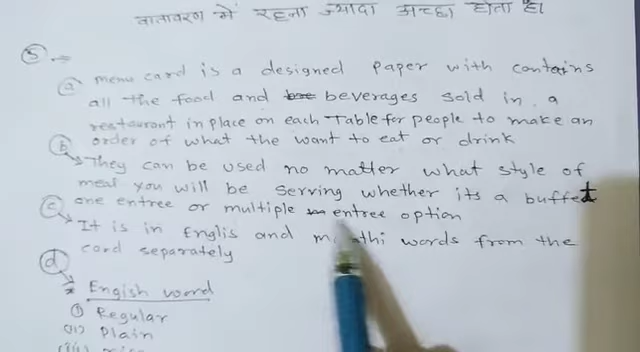 वातावरण में रहना ज्यादा अच्छा होता है।
⑤ →
ⓐ menu card is a designed paper with contains
all the food and beverages sold in a
restaurant in place on each Table for people to make an
order of what the want to eat or drink
ⓑ → They can be used no matter what style of
meal you will be serving whether its a buffet
one entree or multiple entree option
ⓒ → It is in Englis and words from the
card separately
ⓓ →
* Engish word
(i) Regular
(ii) Plain
(iii)